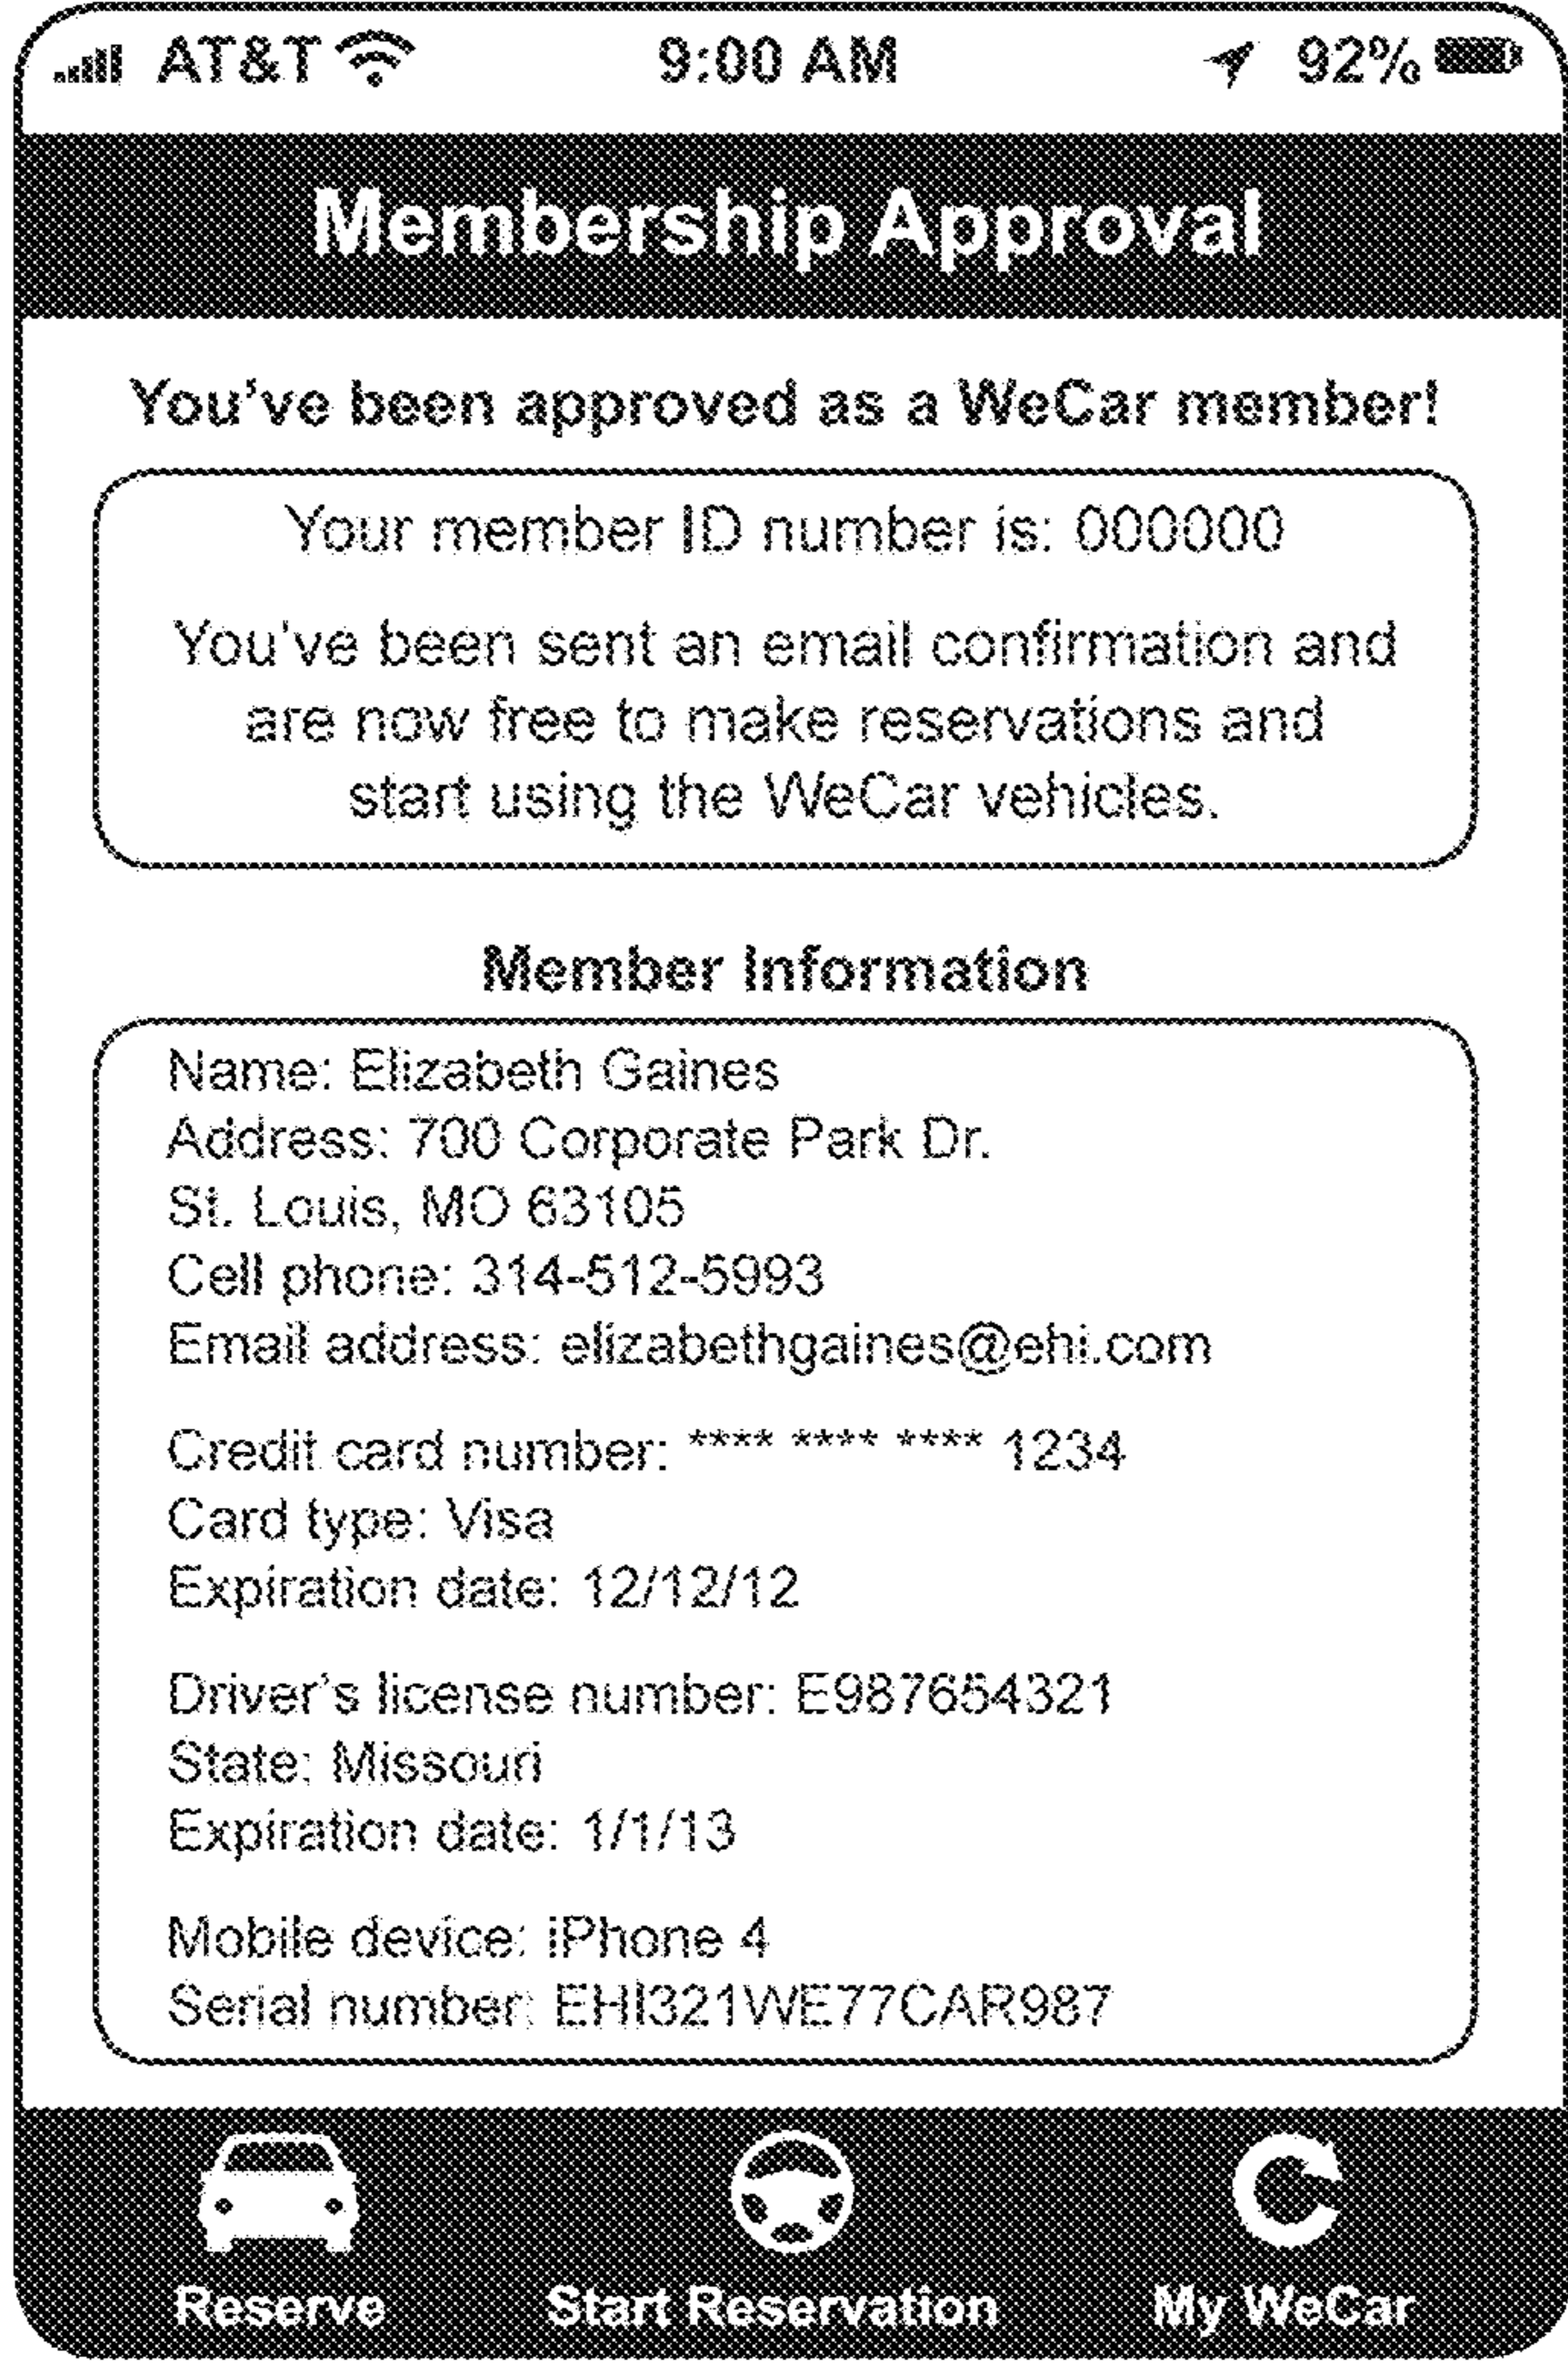 AT&T 9:00 AM 92%
Membership Approval
You've been approved as a WeCar member!
Your member ID number is: 000000
You've been sent an email confirmation and
are now free to make reservations and
start using the WeCar vehicles.
Member Information
Name: Elizabeth Gaines
Address: 700 Corporate Park Dr.
St. Louis, MO 63105
Cell phone: 314-512-5993
Email address: elizabethgaines@ehi.com
Credit card number: **** **** **** 1234
Card type: Visa
Expiration date: 12/12/12
Driver's license number: E987654321
State: Missouri
Expiration date: 1/1/13
Mobile device: iPhone 4
Serial number: EHI321WE77CAR987
Reserve Start Reservation My WeCar